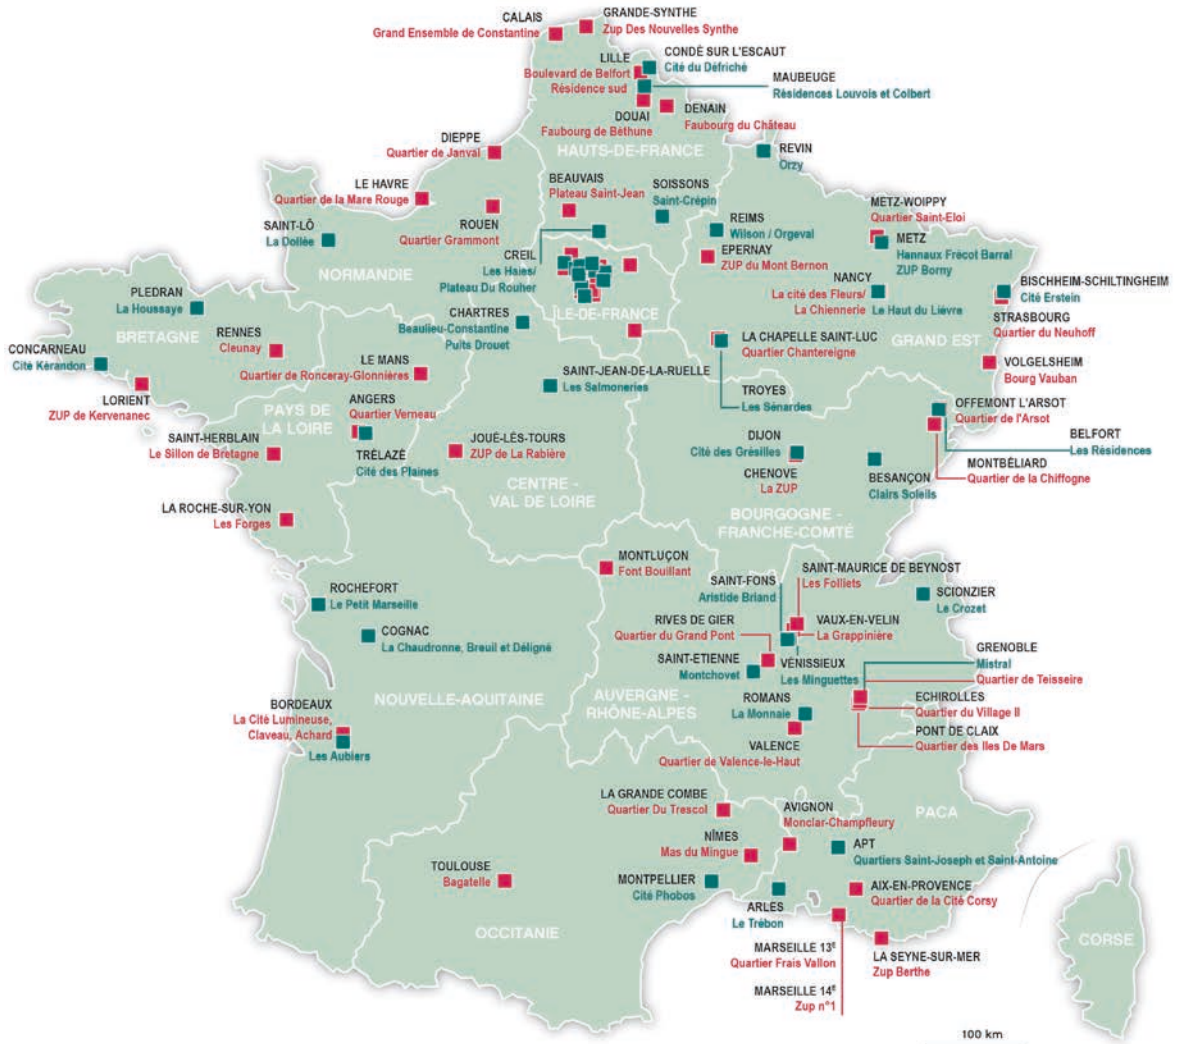 CALAIS
Grand Ensemble de Constantine
GRANDE-SYNTHE
Zup Des Nouvelles Synthe
LILLE
Boulevard de Belfort
Résidence sud
CONDÉ SUR L'ESCAUT
Cité du Défriché
MAUBEUGE
Résidences Louvois et Colbert
DOUAI
Faubourg de Béthune
DENAIN
Faubourg du Château
HAUTS-DE-FRANCE
DIEPPE
Quartier de Janval
REVIN
Orzy
LE HAVRE
Quartier de la Mare Rouge
BEAUVAIS
Plateau Saint-Jean
SOISSONS
Saint-Crépin
ROUEN
Quartier Grammont
SAINT-LÔ
La Dollée
REIMS
Wilson / Orgeval
METZ-WOIPPY
Quartier Saint-Eloi
METZ
Hannaux Frécot Barral
ZUP Borny
EPERNAY
ZUP du Mont Bernon
CREIL
Les Haies/
Plateau Du Rouher
NORMANDIE
NANCY
La cité des Fleurs/
La Chiennerie
Le Haut du Lièvre
BISCHHEIM-SCHILTINGHEIM
Cité Erstein
STRASBOURG
Quartier du Neuhoff
PLEDRAN
La Houssaye
BRETAGNE
RENNES
Cleunay
CHARTRES
Beaulieu-Constantine
Puits Drouet
ÎLE-DE-FRANCE
LA CHAPELLE SAINT-LUC
Quartier Chantereigne
GRAND EST
CONCARNEAU
Cité Kérandon
LE MANS
Quartier de Ronceray-Glonnières
SAINT-JEAN-DE-LA-RUELLE
Les Salmoneries
TROYES
Les Sénardes
VOLGELSHEIM
Bourg Vauban
LORIENT
ZUP de Kervenanec
PAYS DE
LA LOIRE
ANGERS
Quartier Verneau
OFFEMONT L'ARSOT
Quartier de l'Arsot
SAINT-HERBLAIN
Le Sillon de Bretagne
TRÉLAZÉ
Cité des Plaines
JOUÉ-LÈS-TOURS
ZUP de La Rabière
DIJON
Cité des Grésilles
CHENOVE
La ZUP
BELFORT
Les Résidences
MONTBÉLIARD
Quartier de la Chiffogne
BESANÇON
Clairs Soleils
CENTRE -
VAL DE LOIRE
BOURGOGNE -
FRANCHE-COMTÉ
LA ROCHE-SUR-YON
Les Forges
MONTLUÇON
Font Bouillant
SAINT-MAURICE DE BEYNOST
Les Folliets
SAINT-FONS
Aristide Briand
SCIONZIER
Le Crozet
ROCHEFORT
Le Petit Marseille
RIVES DE GIER
Quartier du Grand Pont
VAUX-EN-VELIN
La Grappinière
COGNAC
La Chaudronne, Breuil et Déligné
SAINT-ETIENNE
Montchovet
VÉNISSIEUX
Les Minguettes
GRENOBLE
Mistral
Quartier de Teisseire
NOUVELLE-AQUITAINE
AUVERGNE -
RHÔNE-ALPES
ROMANS
La Monnaie
ECHIROLLES
Quartier du Village II
BORDEAUX
La Cité Lumineuse,
Claveau, Achard
Les Aubiers
VALENCE
Quartier de Valence-le-Haut
PONT DE CLAIX
Quartier des Iles De Mars
LA GRANDE COMBE
Quartier Du Trescol
AVIGNON
Monclar-Champfleury
PACA
NÎMES
Mas du Mingue
APT
Quartiers Saint-Joseph et Saint-Antoine
TOULOUSE
Bagatelle
MONTPELLIER
Cité Phobos
AIX-EN-PROVENCE
Quartier de la Cité Corsy
ARLES
Le Trébon
OCCITANIE
CORSE
MARSEILLE 13e
Quartier Frais Vallon
LA SEYNE-SUR-MER
Zup Berthe
MARSEILLE 14e
Zup n°1
100 km